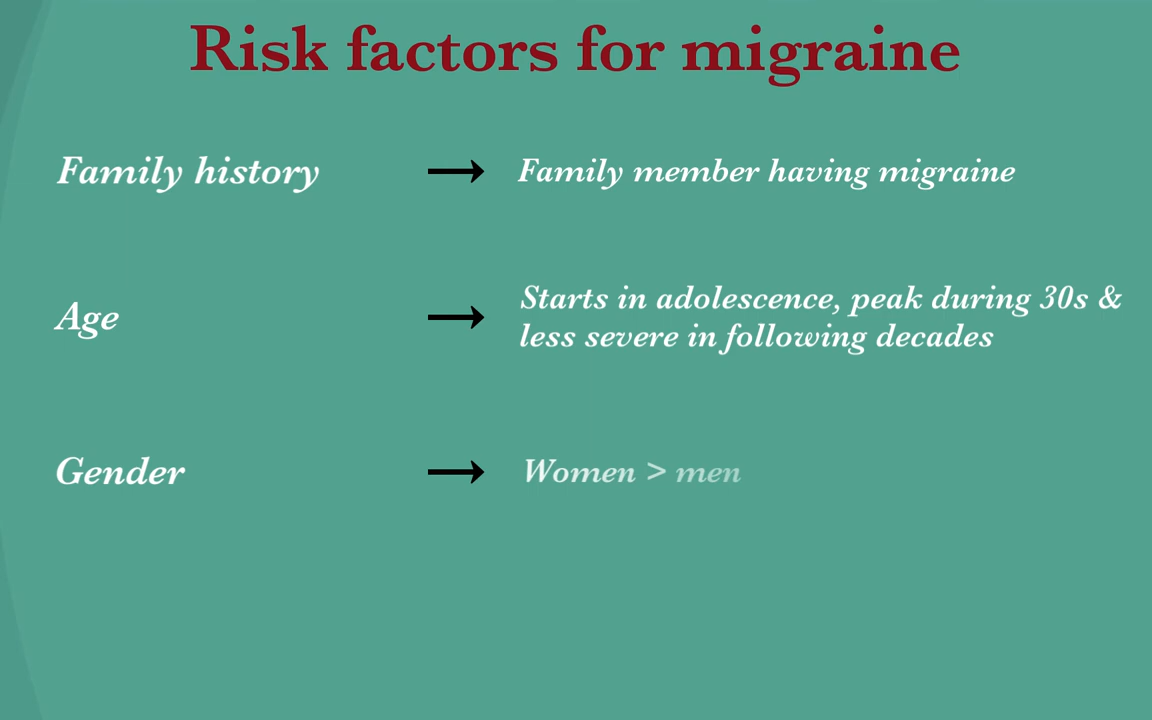 Risk factors for migraine
Family history → Family member having migraine
Age → Starts in adolescence, peak during 30s &
less severe in following decades
Gender → Women > men